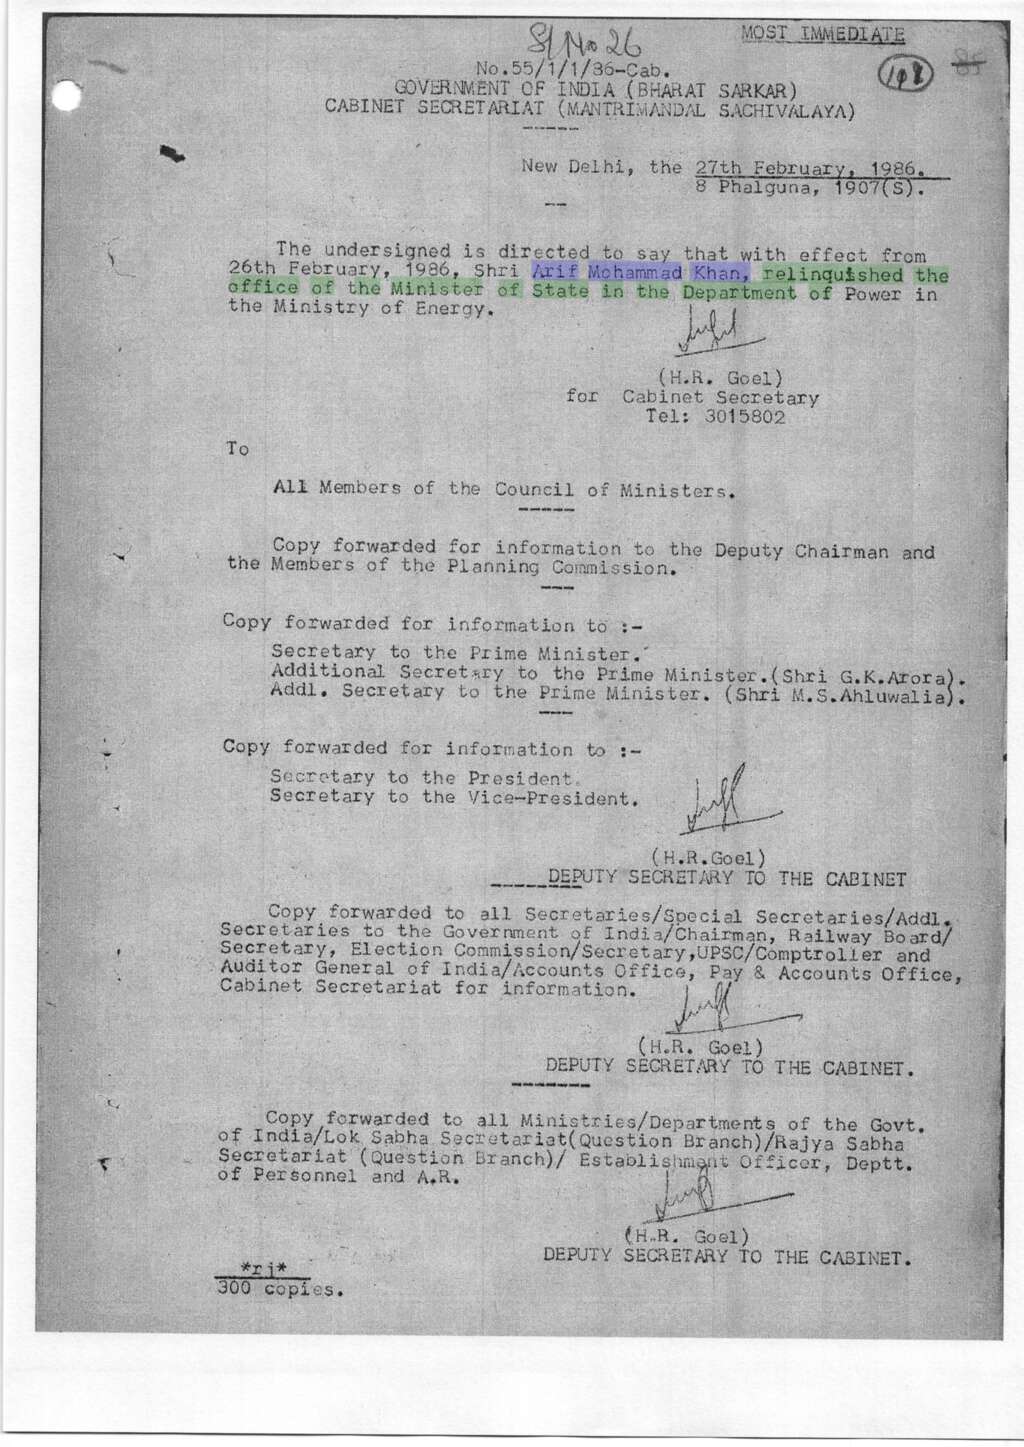 Sl No 26
MOST IMMEDIATE
No.55/1/1/86-Cab.
108 85
GOVERNMENT OF INDIA (BHARAT SARKAR)
CABINET SECRETARIAT (MANTRIMANDAL SACHIVALAYA)
New Delhi, the 27th February, 1986.
8 Phalguna, 1907(S).
The undersigned is directed to say that with effect from
26th February, 1986, Shri Arif Mohammad Khan, relinquished the
office of the Minister of State in the Department of Power in
the Ministry of Energy.
(H.R. Goel)
for Cabinet Secretary
Tel: 3015802
To
All Members of the Council of Ministers.
Copy forwarded for information to the Deputy Chairman and
the Members of the Planning Commission.
Copy forwarded for information to :-
Secretary to the Prime Minister.
Additional Secretary to the Prime Minister.(Shri G.K.Arora).
Addl. Secretary to the Prime Minister. (Shri M.S.Ahluwalia).
Copy forwarded for information to :-
Secretary to the President.
Secretary to the Vice-President.
(H.R.Goel)
DEPUTY SECRETARY TO THE CABINET
Copy forwarded to all Secretaries/Special Secretaries/Addl.
Secretaries to the Government of India/Chairman, Railway Board/
Secretary, Election Commission/Secretary,UPSC/Comptroller and
Auditor General of India/Accounts Office, Pay & Accounts Office,
Cabinet Secretariat for information.
(H.R. Goel)
DEPUTY SECRETARY TO THE CABINET.
Copy forwarded to all Ministries/Departments of the Govt.
of India/Lok Sabha Secretariat(Question Branch)/Rajya Sabha
Secretariat (Question Branch)/ Establishment Officer, Deptt.
of Personnel and A.R.
(H.R. Goel)
DEPUTY SECRETARY TO THE CABINET.
*rj*
300 copies.